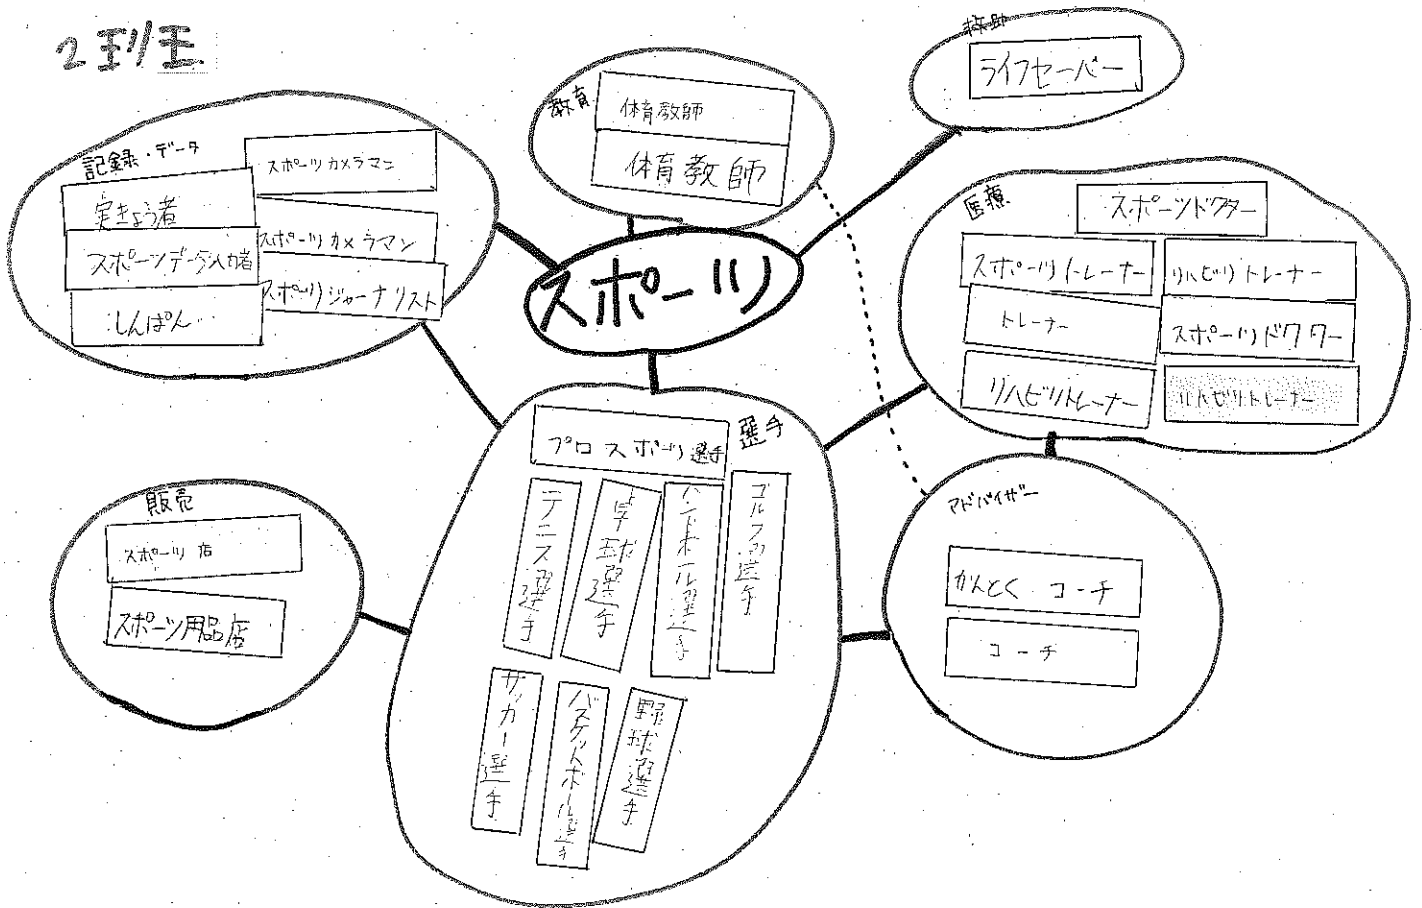 2班
救助
ライフセーバー
教育
体育教師
体育教師
記録・データ
スポーツカメラマン
実きょう者
スポーツカメラマン
スポーツデータ入力者
スポーツジャーナリスト
しんぱん
スポーツ
医療
スポーツドクター
スポーツトレーナー
リハビリトレーナー
トレーナー
スポーツドクター
リハビリトレーナー
リハビリトレーナー
選手
プロスポーツ選手
テニス選手
卓球選手
ハンドボール選手
ゴルフ選手
サッカー選手
バスケットボール選手
野球選手
販売
スポーツ店
スポーツ用品店
アドバイザー
かんとく コーチ
コーチ